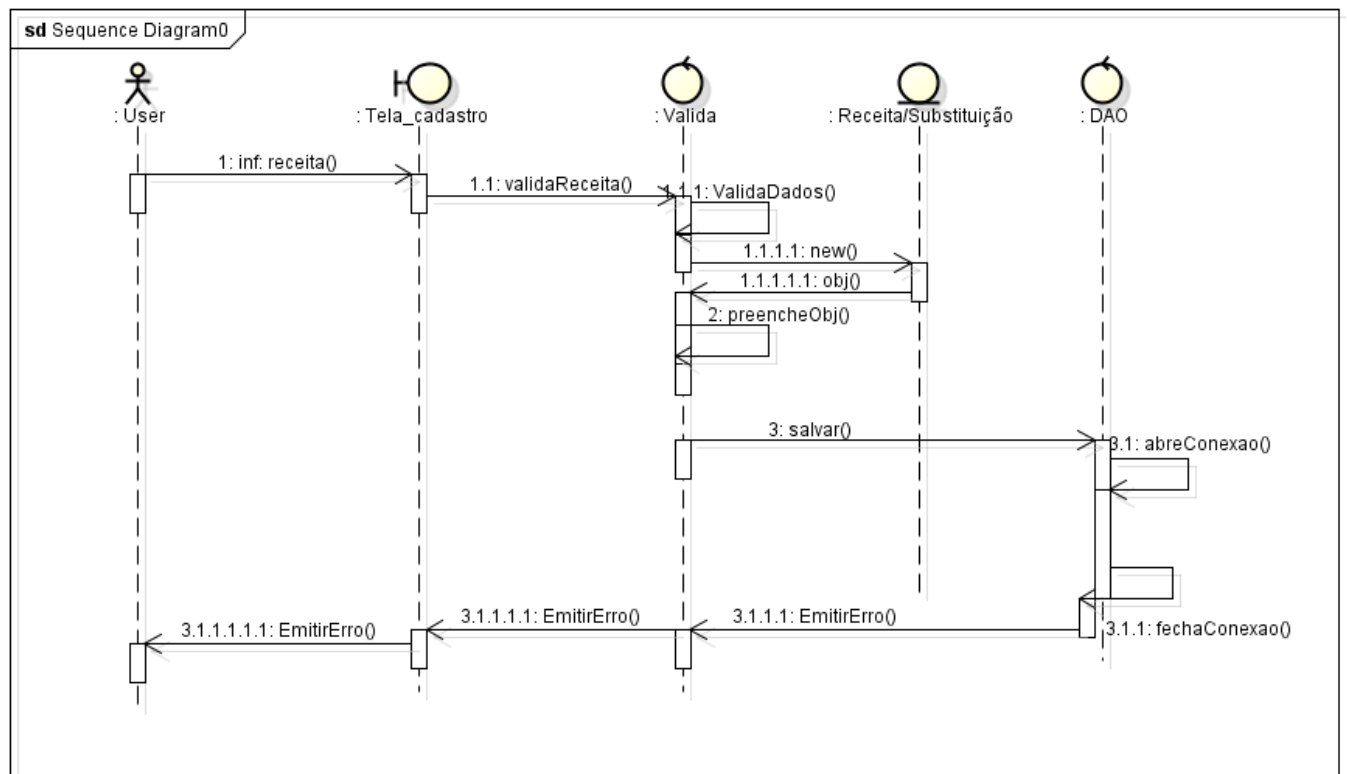 sd Sequence Diagram0
: User
: Tela_cadastro
: Valida
: Receita/Substituição
: DAO
1: inf: receita()
1.1: validaReceita()
1.1.1: ValidaDados()
1.1.1.1: new()
1.1.1.1.1: obj()
2: preencheObj()
3: salvar()
3.1: abreConexao()
3.1.1.1.1.1: EmitirErro()
3.1.1.1.1: EmitirErro()
3.1.1.1: EmitirErro()
3.1.1: fechaConexao()